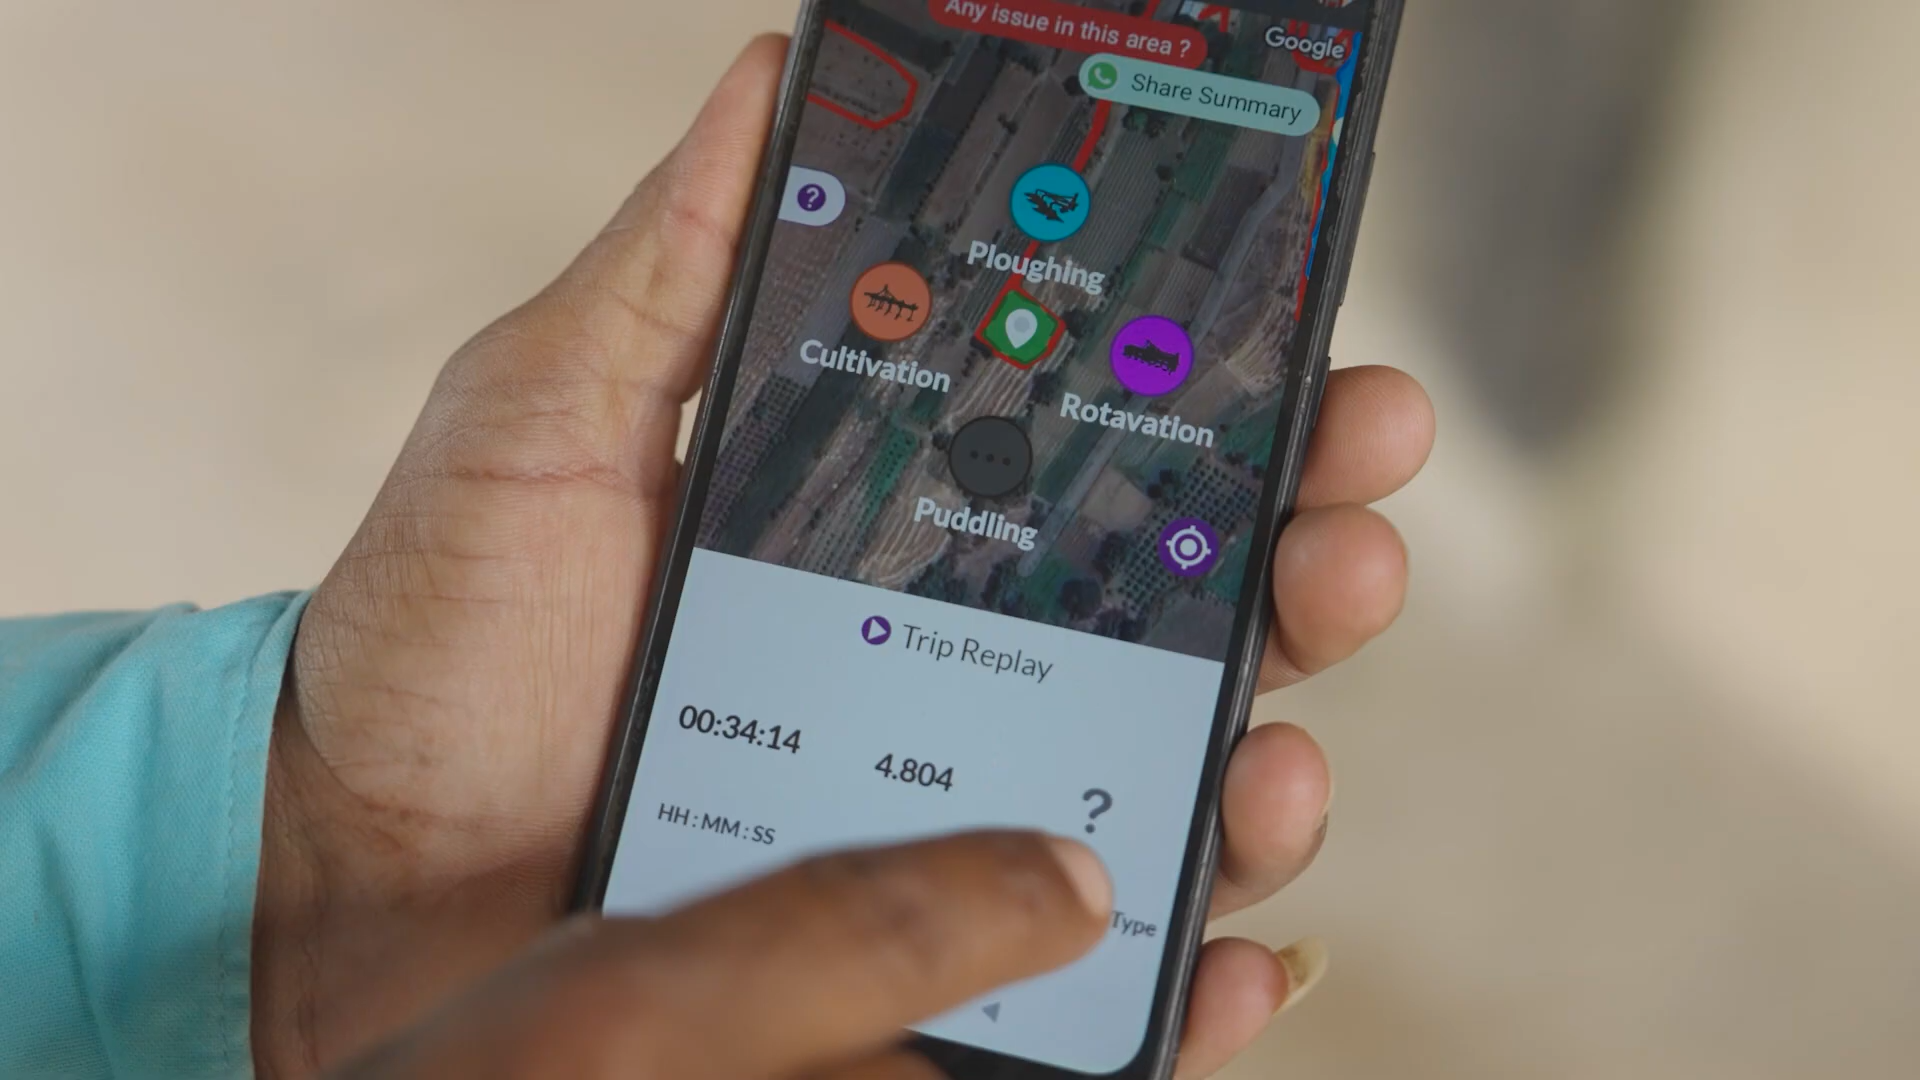 Any issue in this area ?
Google
Share Summary
?
Ploughing
Cultivation
Rotavation
Puddling
Trip Replay
00:34:14
4.804
?
HH:MM:SS
Type